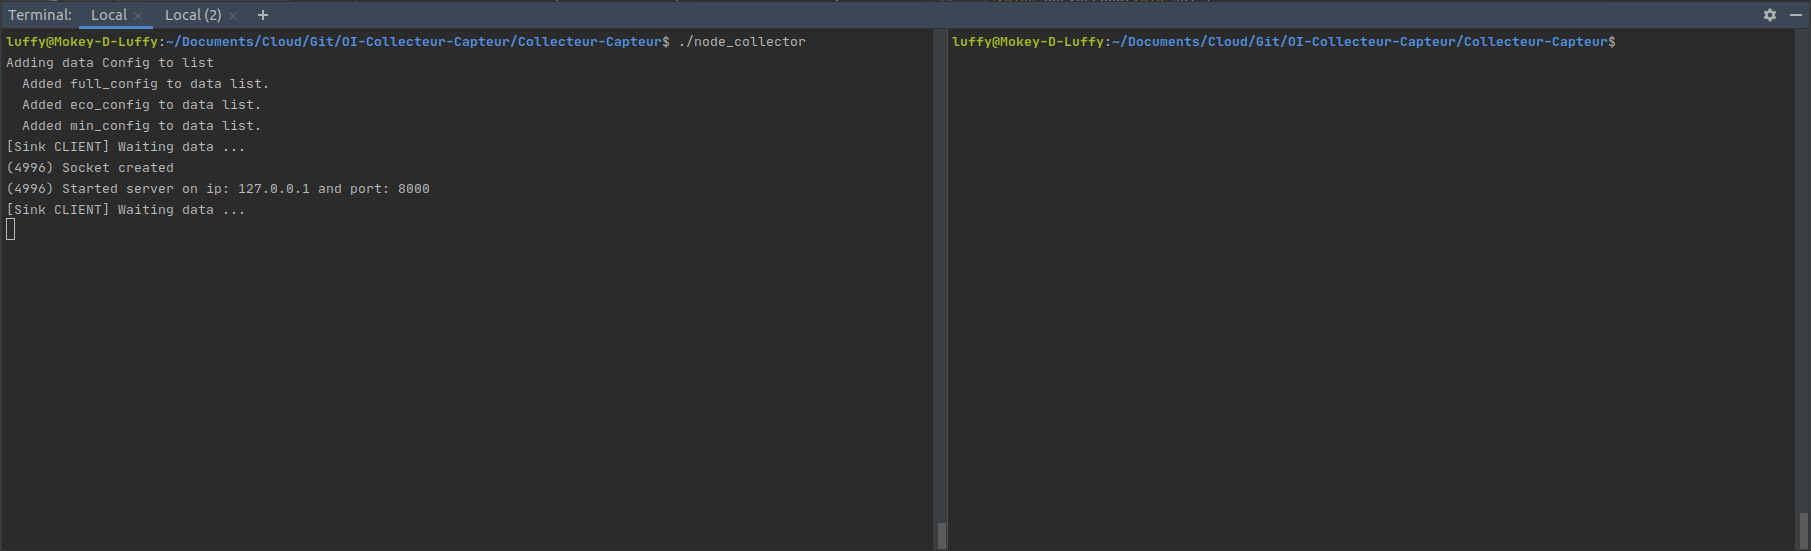 Terminal: Local × Local (2) × +
luffy@Mokey-D-Luffy:~/Documents/Cloud/Git/OI-Collecteur-Capteur/Collecteur-Capteur$ ./node_collector
Adding data Config to list
  Added full_config to data list.
  Added eco_config to data list.
  Added min_config to data list.
[Sink CLIENT] Waiting data ...
(4996) Socket created
(4996) Started server on ip: 127.0.0.1 and port: 8000
[Sink CLIENT] Waiting data ...
luffy@Mokey-D-Luffy:~/Documents/Cloud/Git/OI-Collecteur-Capteur/Collecteur-Capteur$